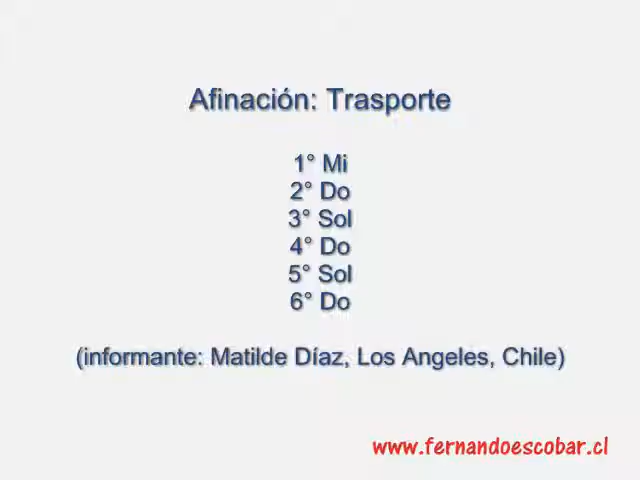 Afinación: Trasporte
1° Mi
2° Do
3° Sol
4° Do
5° Sol
6° Do
(informante: Matilde Díaz, Los Angeles, Chile)
www.fernandoescobar.cl